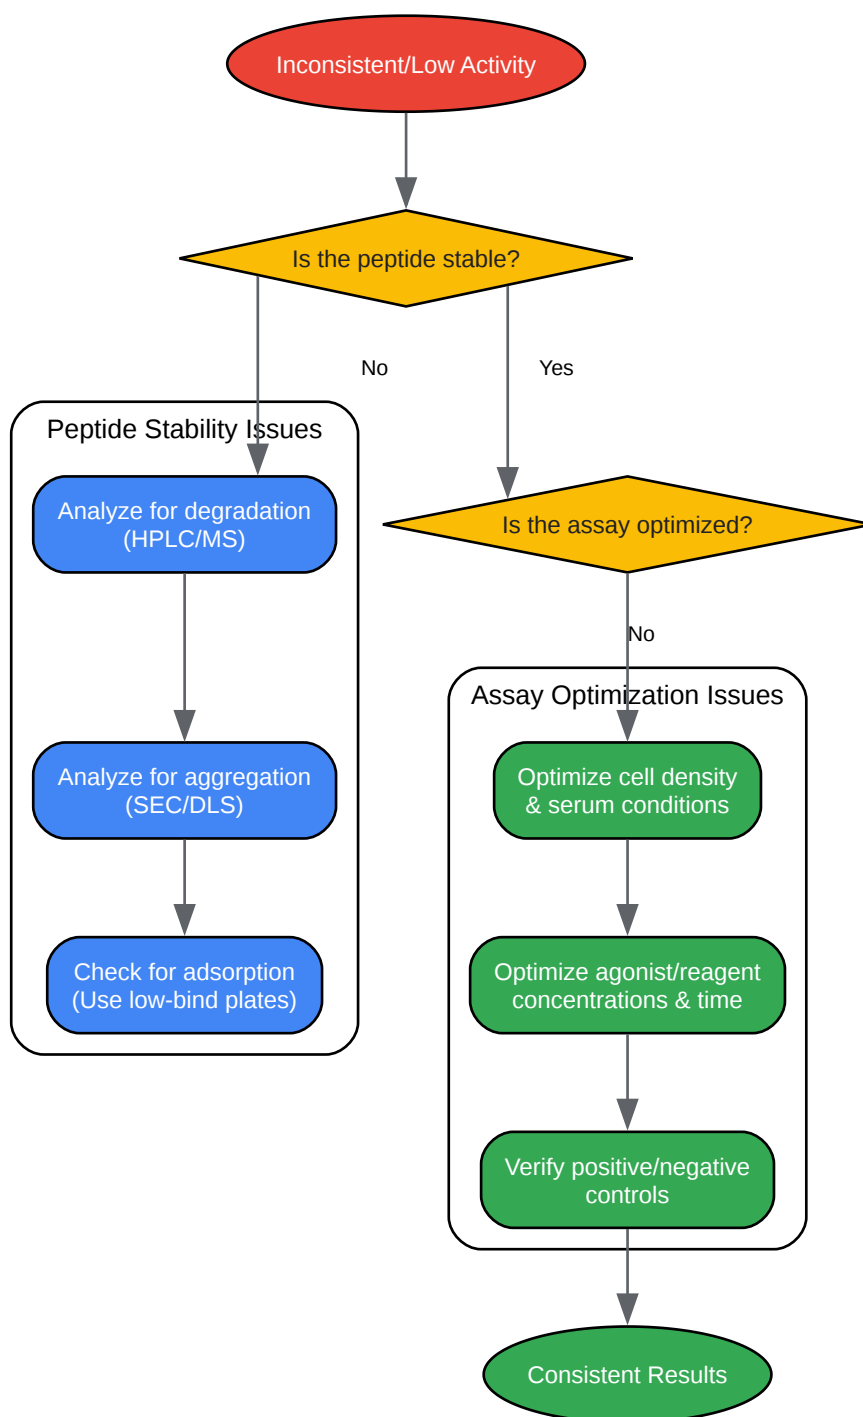 Inconsistent/Low Activity
Is the peptide stable?
No
Yes
Peptide Stability Issues
Analyze for degradation
(HPLC/MS)
Is the assay optimized?
No
Analyze for aggregation
(SEC/DLS)
Check for adsorption
(Use low-bind plates)
Assay Optimization Issues
Optimize cell density
& serum conditions
Optimize agonist/reagent
concentrations & time
Verify positive/negative
controls
Consistent Results